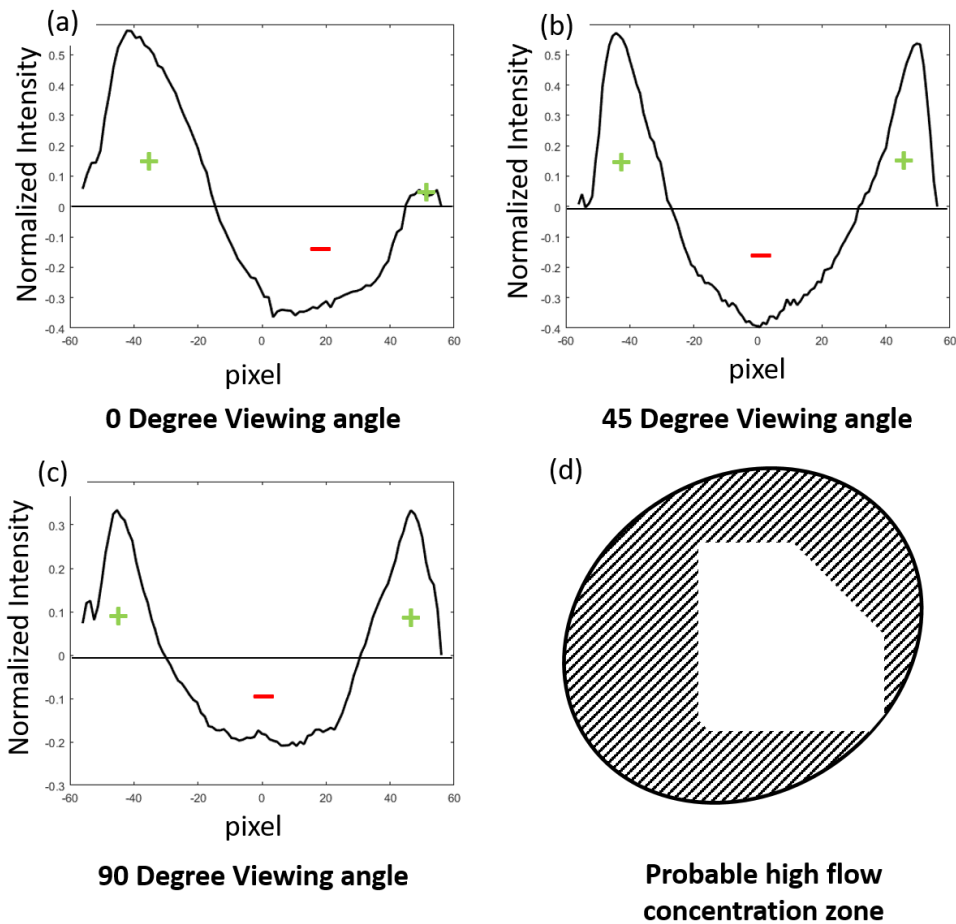 (a)
Normalized Intensity
0.5
0.4
0.3
0.2
0.1
0
-0.1
-0.2
-0.3
-0.4
-60 -40 -20 0 20 40 60
pixel
0 Degree Viewing angle
(b)
Normalized Intensity
0.5
0.4
0.3
0.2
0.1
0
-0.1
-0.2
-0.3
-0.4
-60 -40 -20 0 20 40 60
pixel
45 Degree Viewing angle
(c)
Normalized Intensity
0.3
0.2
0.1
0
-0.1
-0.2
-0.3
-60 -40 -20 0 20 40 60
pixel
90 Degree Viewing angle
(d)
Probable high flow
concentration zone